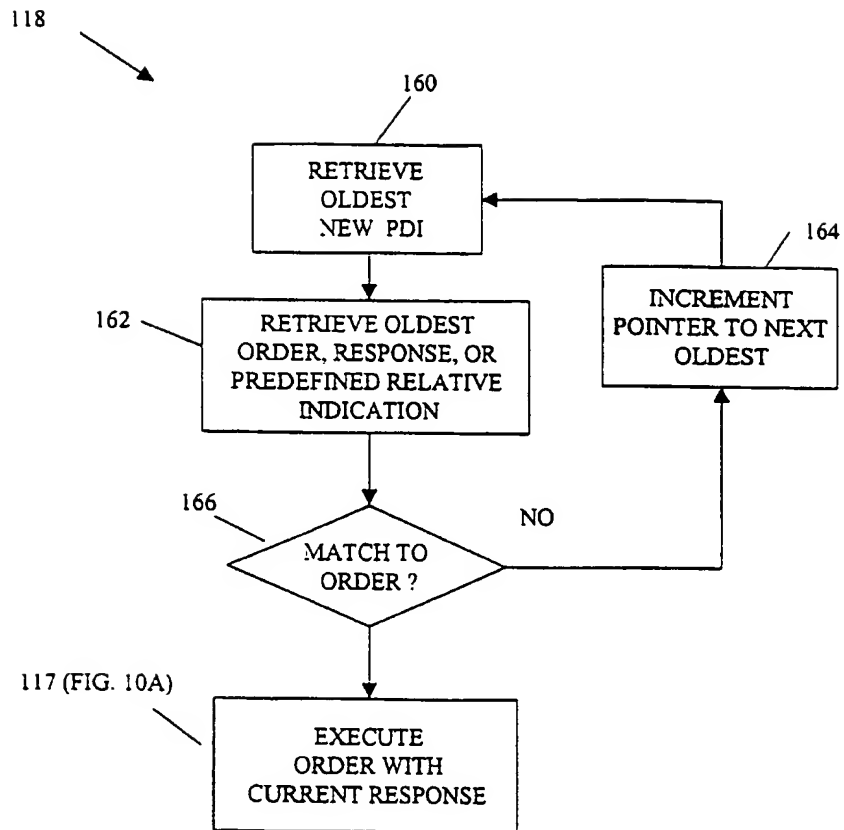 118
160
RETRIEVE
OLDEST
NEW PDI
164
INCREMENT
POINTER TO NEXT
OLDEST
162
RETRIEVE OLDEST
ORDER, RESPONSE, OR
PREDEFINED RELATIVE
INDICATION
166
NO
MATCH TO
ORDER ?
117 (FIG. 10A)
EXECUTE
ORDER WITH
CURRENT RESPONSE